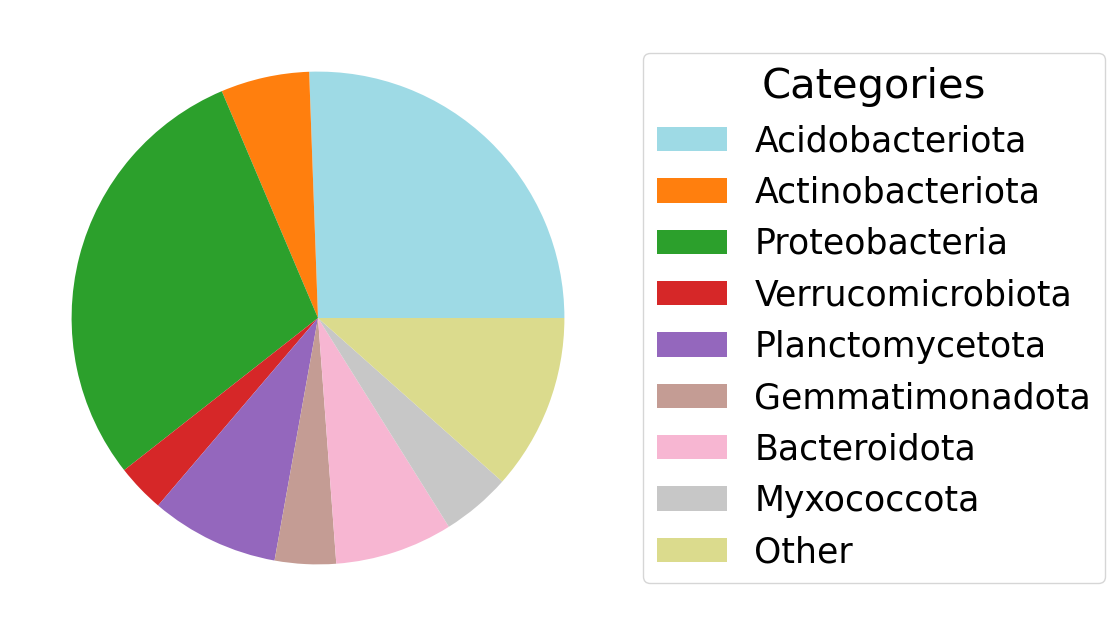 Categories
Acidobacteriota
Actinobacteriota
Proteobacteria
Verrucomicrobiota
Planctomycetota
Gemmatimonadota
Bacteroidota
Myxococcota
Other